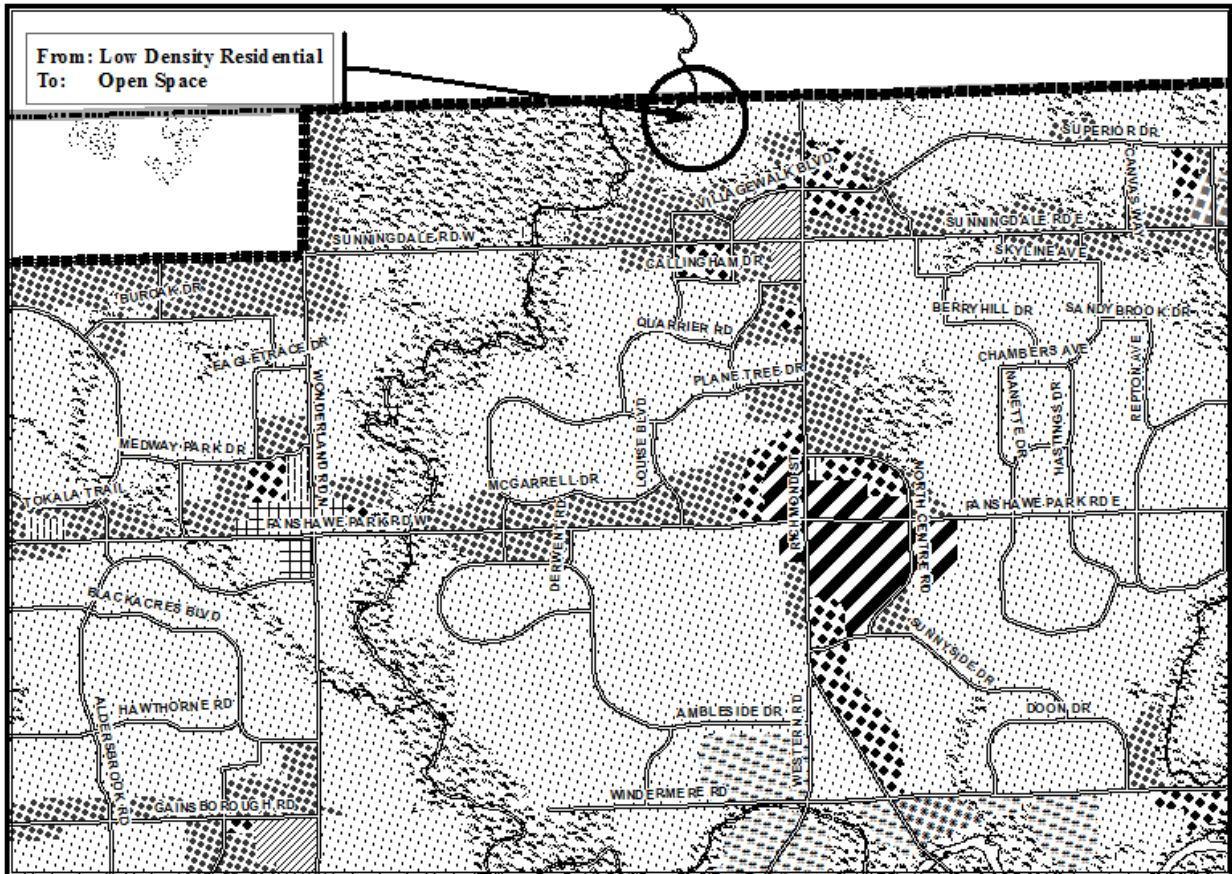 From: Low Density Residential
To: Open Space
SUPERIOR DR
CANVAS WAY
VILLAGEWALK BLVD
SUNNINGDALE RD W
SUNNINGDALE RD E
SKYLINE AVE
CALLINGHAM DR
BUROAK DR
BERRYHILL DR
SANDYBROOK DR
QUARRIER RD
EAGLETRACE DR
CHAMBERS AVE
REPTON AVE
PLANE TREE DR
WONDERLAND RD N
NANETTE DR
HASTINGS DR
LOUISE BLVD
MEDWAY PARK DR
MCGARRELL DR
TOKALA TRAIL
RICHMOND ST
NORTH CENTRE RD
FANSHAWE PARK RD W
FANSHAWE PARK RD E
DERWENT RD
BLACKACRES BLVD
SUNNYSIDE DR
HAWTHORNE RD
ALDERSBROOK RD
AMBLESIDE DR
DOON DR
WESTERN RD
WINDERMERE RD
GAINSBOROUGH RD